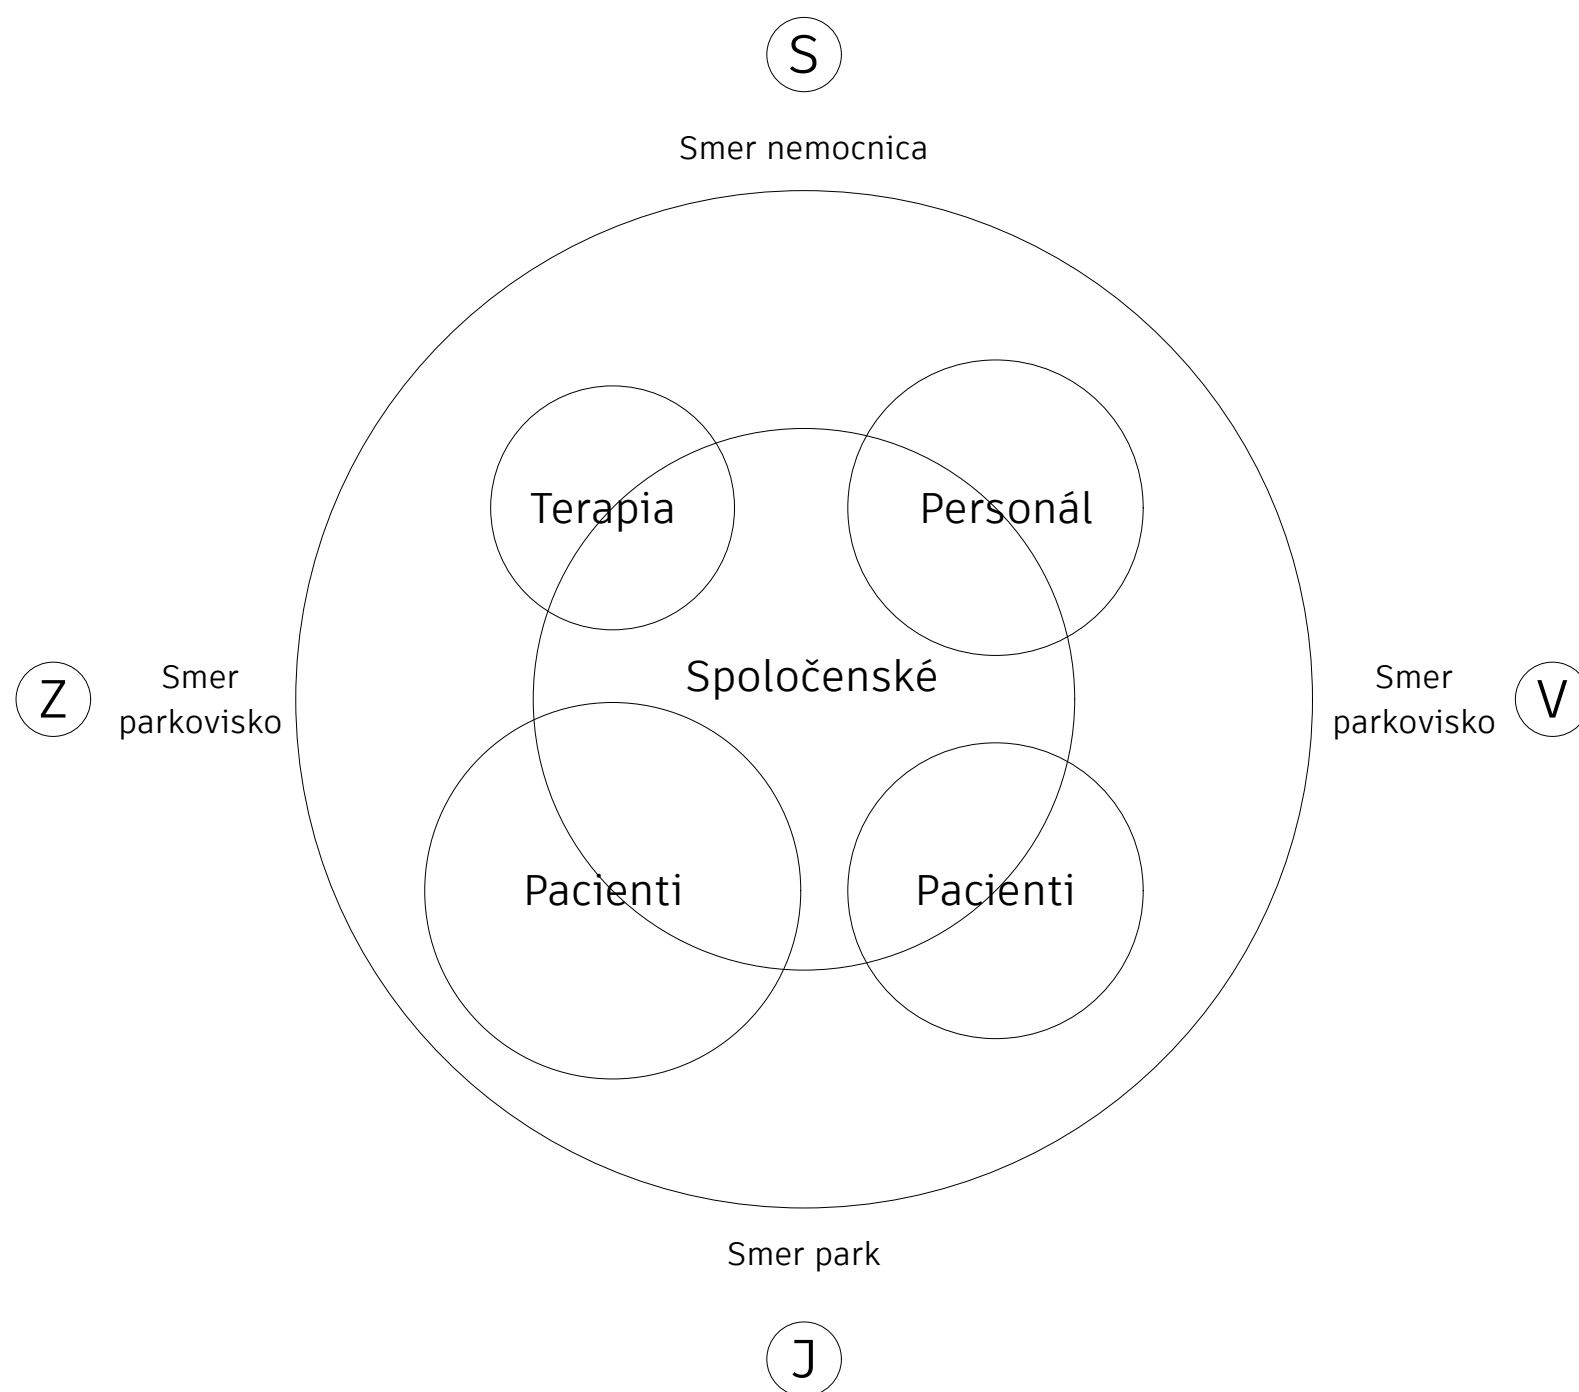 S
Smer nemocnica
Terapia
Personál
Spoločenské
Z
Smer
parkovisko
Smer
parkovisko
V
Pacienti
Pacienti
Smer park
J